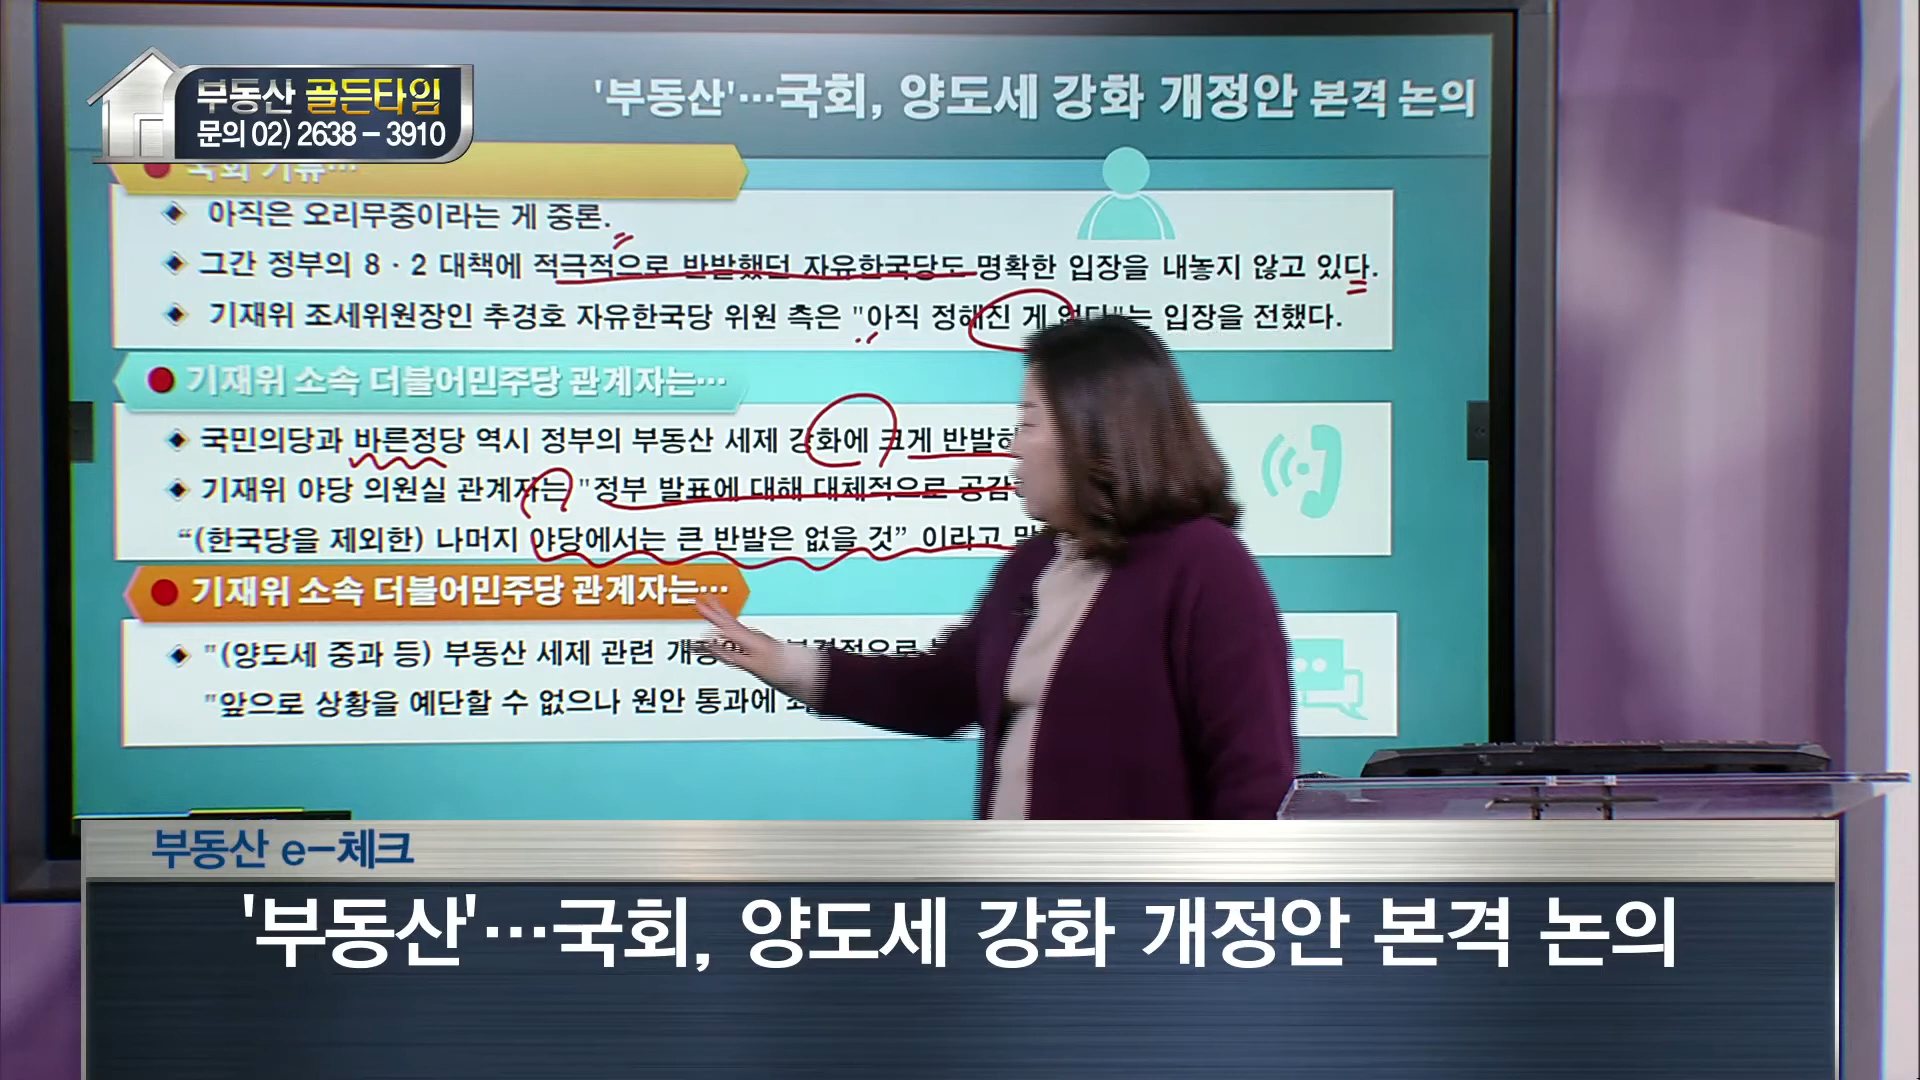 부동산 골든타임
문의 02) 2638-3910
'부동산'…국회, 양도세 강화 개정안 본격 논의
국회 기류…
◆ 아직은 오리무중이라는 게 중론.
◆ 그간 정부의 8·2 대책에 적극적으로 반발했던 자유한국당도 명확한 입장을 내놓지 않고 있다.
◆ 기재위 조세위원장인 추경호 자유한국당 위원 측은 "아직 정해진 게 없다"는 입장을 전했다.
기재위 소속 더불어민주당 관계자는…
◆ 국민의당과 바른정당 역시 정부의 부동산 세제 강화에 크게 반발하
◆ 기재위 야당 의원실 관계자는 "정부 발표에 대해 대체적으로 공감
“(한국당을 제외한) 나머지 야당에서는 큰 반발은 없을 것” 이라고
기재위 소속 더불어민주당 관계자는…
◆ "(양도세 중과 등) 부동산 세제 관련 본격적으로
"앞으로 상황을 예단할 수 없으나 원안 통과에
부동산 e-체크
'부동산'…국회, 양도세 강화 개정안 본격 논의